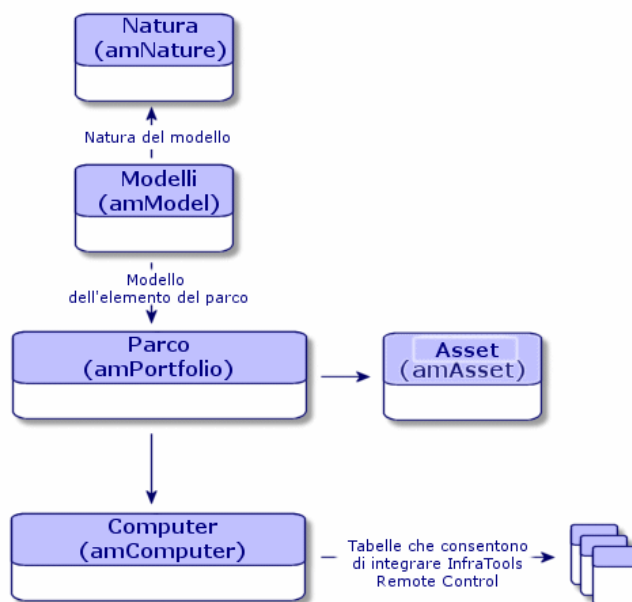 Natura
(amNature)
Natura del modello
Modelli
(amModel)
Modello
dell'elemento del parco
Parco
(amPortfolio)
Asset
(amAsset)
Computer
(amComputer)
Tabelle che consentono
di integrare InfraTools
Remote Control